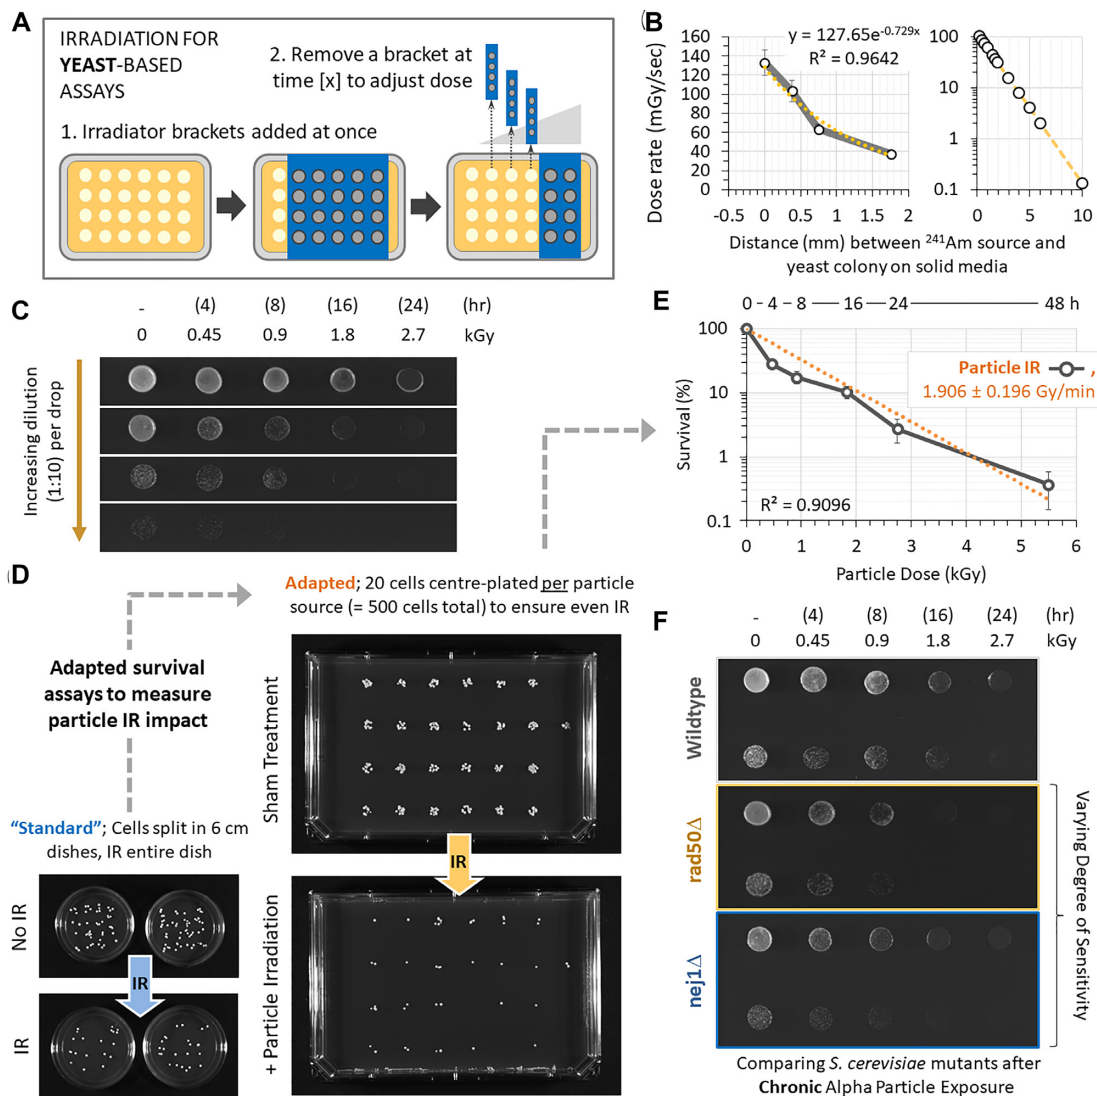 A
IRRADIATION FOR
YEAST-BASED
ASSAYS
2. Remove a bracket at
time [x] to adjust dose
1. Irradiator brackets added at once
B
Dose rate (mGy/sec)
160
140
120
100
80
60
40
20
0
-0.5 0 0.5 1 1.5 2
y = 127.65e-0.729x
R² = 0.9642
100
10
1
0.1
0 5 10
Distance (mm) between 241Am source and
yeast colony on solid media
C
- (4) (8) (16) (24) (hr)
0 0.45 0.9 1.8 2.7 kGy
Increasing dilution
(1:10) per drop
E
0 - 4 - 8 16 24 48 h
Survival (%)
100
10
1
0.1
Particle IR ,
1.906 ± 0.196 Gy/min
R² = 0.9096
0 1 2 3 4 5 6
Particle Dose (kGy)
D
Adapted; 20 cells centre-plated per particle
source (= 500 cells total) to ensure even IR
Adapted survival
assays to measure
particle IR impact
"Standard"; Cells split in 6 cm
dishes, IR entire dish
No IR
IR
IR
Sham Treatment
IR
+ Particle Irradiation
F
- (4) (8) (16) (24) (hr)
0 0.45 0.9 1.8 2.7 kGy
Wildtype
rad50Δ
nej1Δ
Varying Degree of Sensitivity
Comparing S. cerevisiae mutants after
Chronic Alpha Particle Exposure